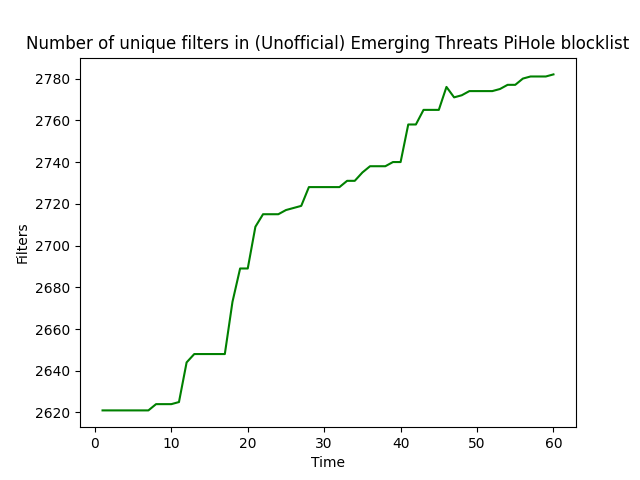 Number of unique filters in (Unofficial) Emerging Threats PiHole blocklist
2780
2760
2740
2720
2700
2680
2660
2640
2620
Filters
0 10 20 30 40 50 60
Time